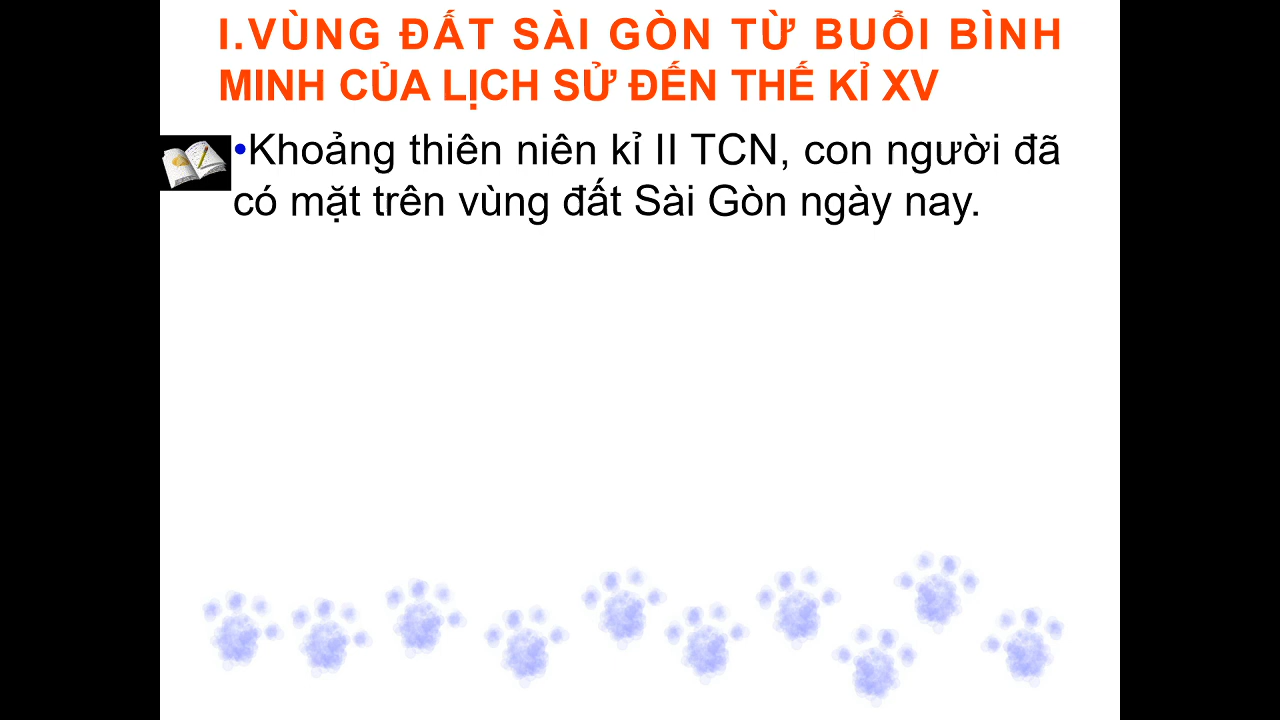 I.VÙNG ĐẤT SÀI GÒN TỪ BUỔI BÌNH
MINH CỦA LỊCH SỬ ĐẾN THẾ KỈ XV
•Khoảng thiên niên kỉ II TCN, con người đã
có mặt trên vùng đất Sài Gòn ngày nay.